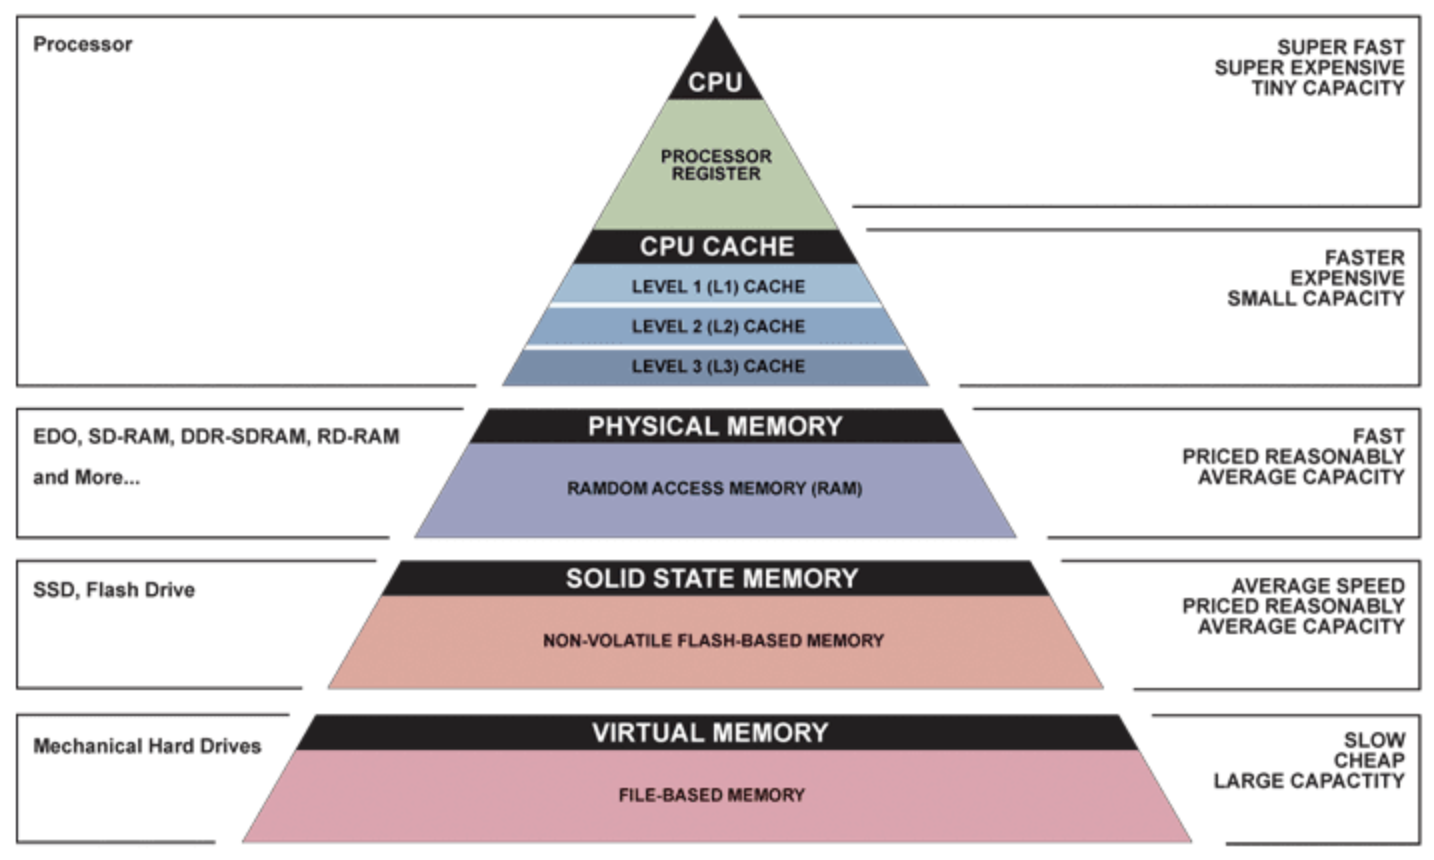 Processor
CPU
SUPER FAST
SUPER EXPENSIVE
TINY CAPACITY
PROCESSOR
REGISTER
CPU CACHE
LEVEL 1 (L1) CACHE
LEVEL 2 (L2) CACHE
LEVEL 3 (L3) CACHE
FASTER
EXPENSIVE
SMALL CAPACITY
EDO, SD-RAM, DDR-SDRAM, RD-RAM
and More...
PHYSICAL MEMORY
RAMDOM ACCESS MEMORY (RAM)
FAST
PRICED REASONABLY
AVERAGE CAPACITY
SSD, Flash Drive
SOLID STATE MEMORY
NON-VOLATILE FLASH-BASED MEMORY
AVERAGE SPEED
PRICED REASONABLY
AVERAGE CAPACITY
Mechanical Hard Drives
VIRTUAL MEMORY
FILE-BASED MEMORY
SLOW
CHEAP
LARGE CAPACTITY